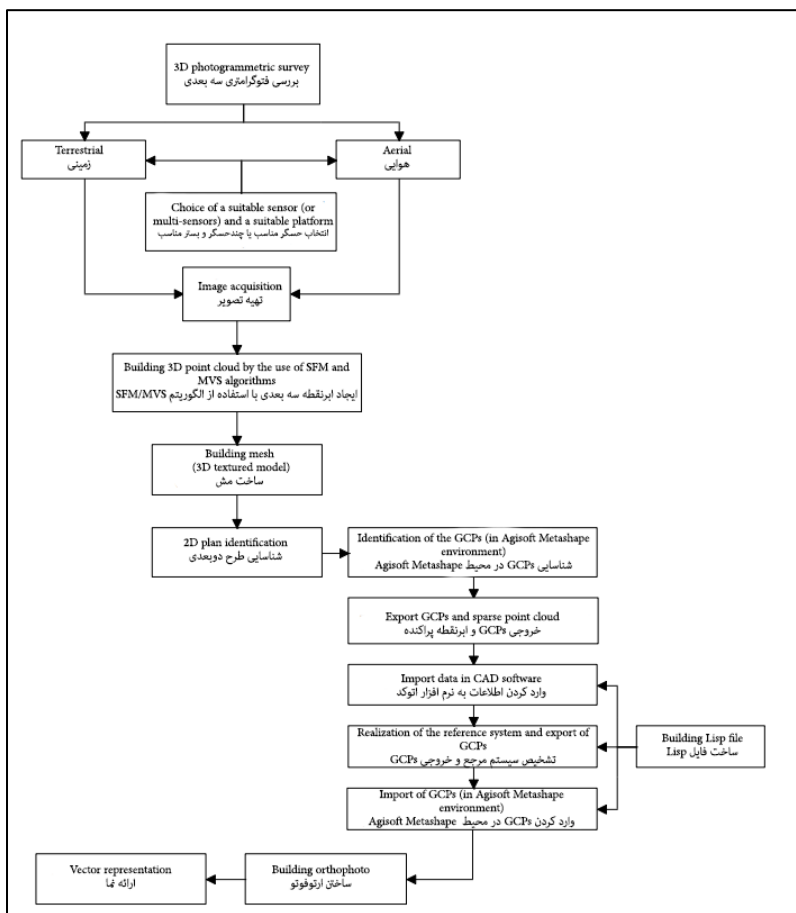 3D photogrammetric survey
بررسی فتوگرامتری سه بعدی
Terrestrial
زمینی
Aerial
هوایی
Choice of a suitable sensor (or
multi-sensors) and a suitable platform
انتخاب حسگر مناسب یا چندحسگر و بستر مناسب
Image acquisition
تهیه تصویر
Building 3D point cloud by the use of SFM and
MVS algorithms
ایجاد ابرنقطه سه بعدی با استفاده از الگوریتم SFM/MVS
Building mesh
(3D textured model)
ساخت مش
2D plan identification
شناسایی طرح دوبعدی
Identification of the GCPs (in Agisoft Metashape
environment)
شناسایی GCPs در محیط Agisoft Metashape
Export GCPs and sparse point cloud
خروجی GCPs و ابرنقطه پراکنده
Import data in CAD software
وارد کردن اطلاعات به نرم افزار اتوکد
Realization of the reference system and export of
GCPs
تشخیص سیستم مرجع و خروجی GCPs
Building Lisp file
ساخت فایل Lisp
Import of GCPs (in Agisoft Metashape
environment)
وارد کردن GCPs در محیط Agisoft Metashape
Vector representation
ارائه نما
Building orthophoto
ساختن ارتوفوتو